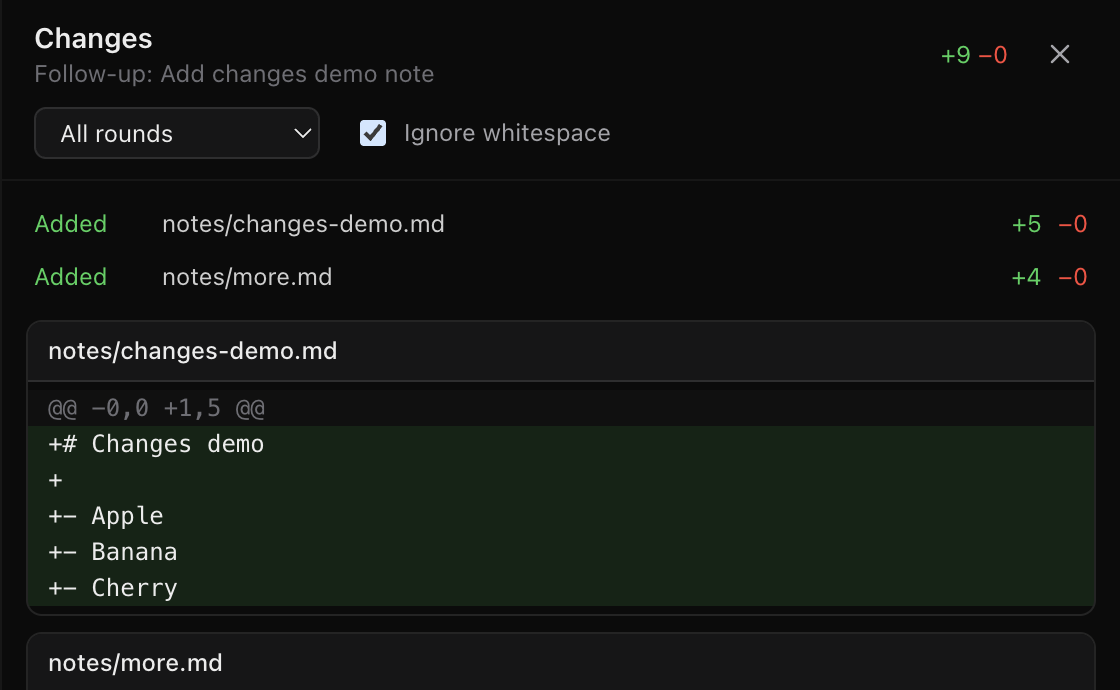 Changes
Follow-up: Add changes demo note
+9 −0
All rounds
Ignore whitespace
Added notes/changes-demo.md +5 −0
Added notes/more.md +4 −0
notes/changes-demo.md
@@ -0,0 +1,5 @@
+# Changes demo
+
+- Apple
+- Banana
+- Cherry
notes/more.md